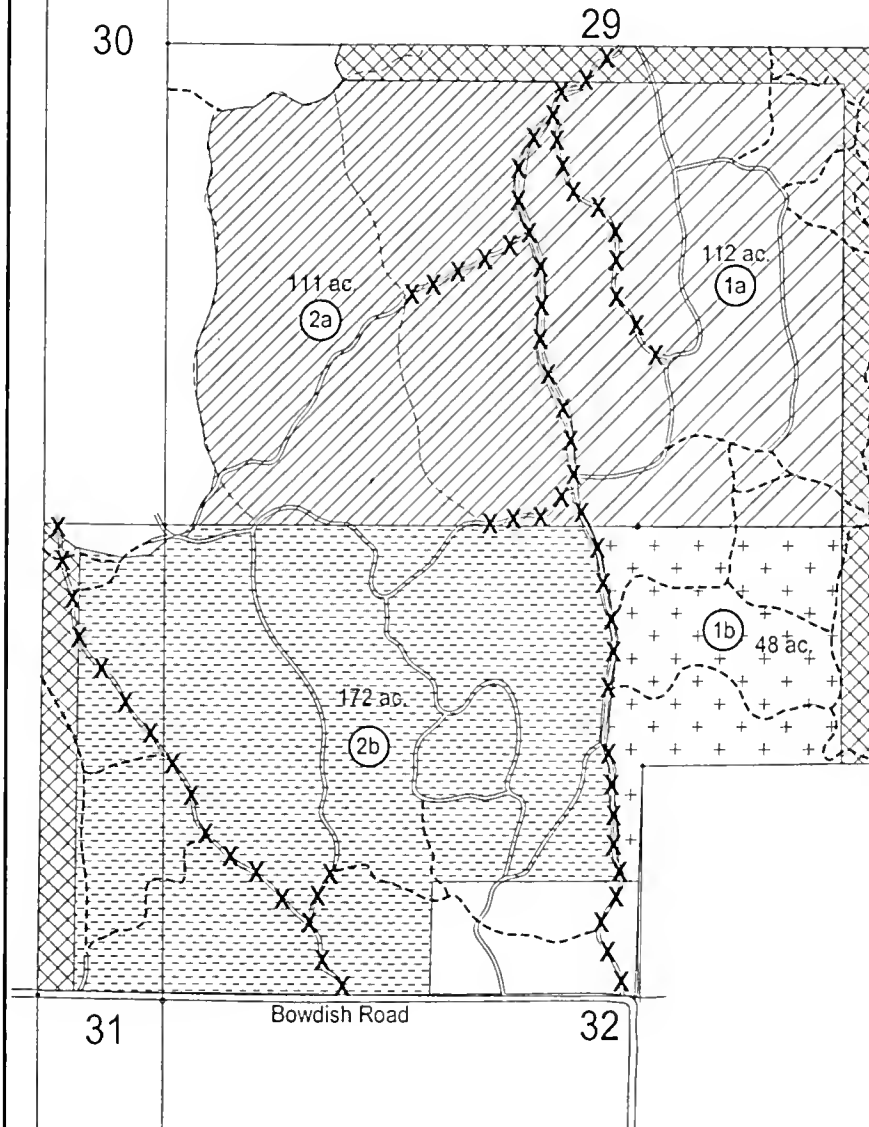 30
29
112 ac.
1a
111 ac.
2a
1b
48 ac.
172 ac.
2b
Bowdish Road
31
32